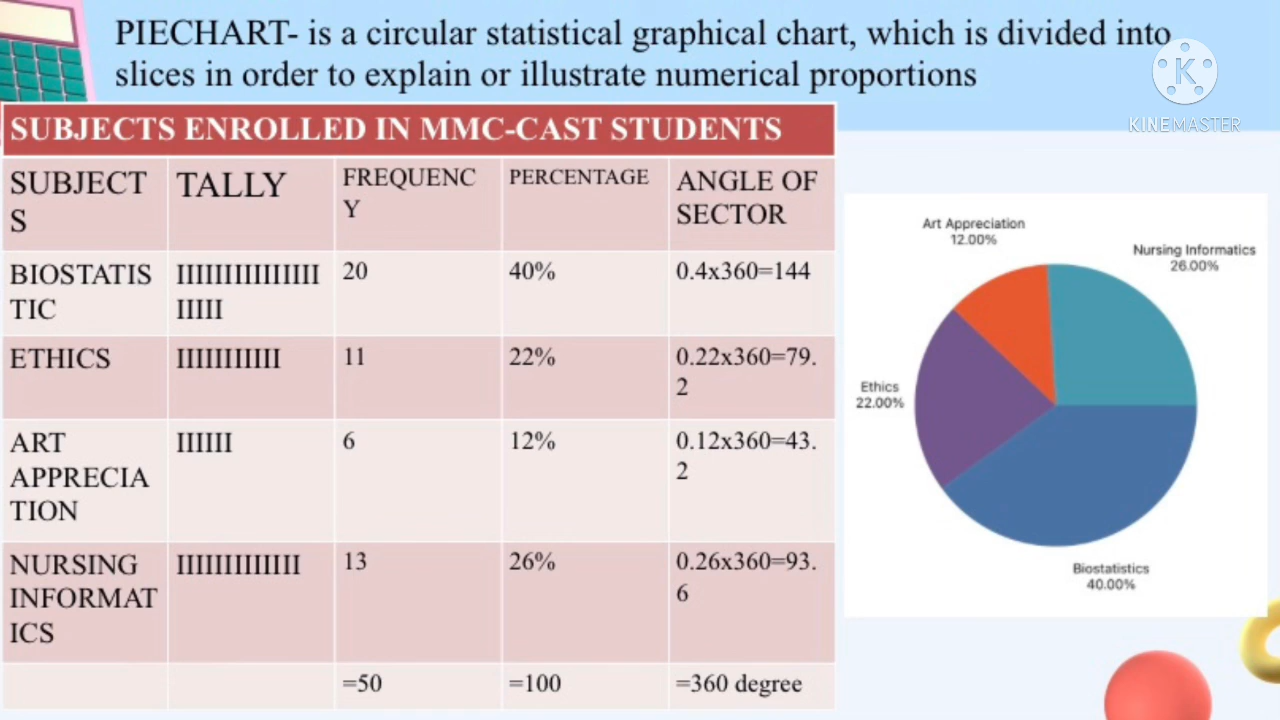 PIECHART- is a circular statistical graphical chart, which is divided into
slices in order to explain or illustrate numerical proportions
K
KINEMASTER
SUBJECTS ENROLLED IN MMC-CAST STUDENTS
SUBJECT
S
TALLY
FREQUENC
Y
PERCENTAGE
ANGLE OF
SECTOR
BIOSTATIS
TIC
IIIIIIIIIIIIIII
IIIII
20
40%
0.4x360=144
ETHICS
IIIIIIIIIII
11
22%
0.22x360=79.
2
ART
APPRECIA
TION
IIIIII
6
12%
0.12x360=43.
2
NURSING
INFORMAT
ICS
IIIIIIIIIIIII
13
26%
0.26x360=93.
6
=50
=100
=360 degree
Art Appreciation
12.00%
Nursing Informatics
26.00%
Ethics
22.00%
Biostatistics
40.00%